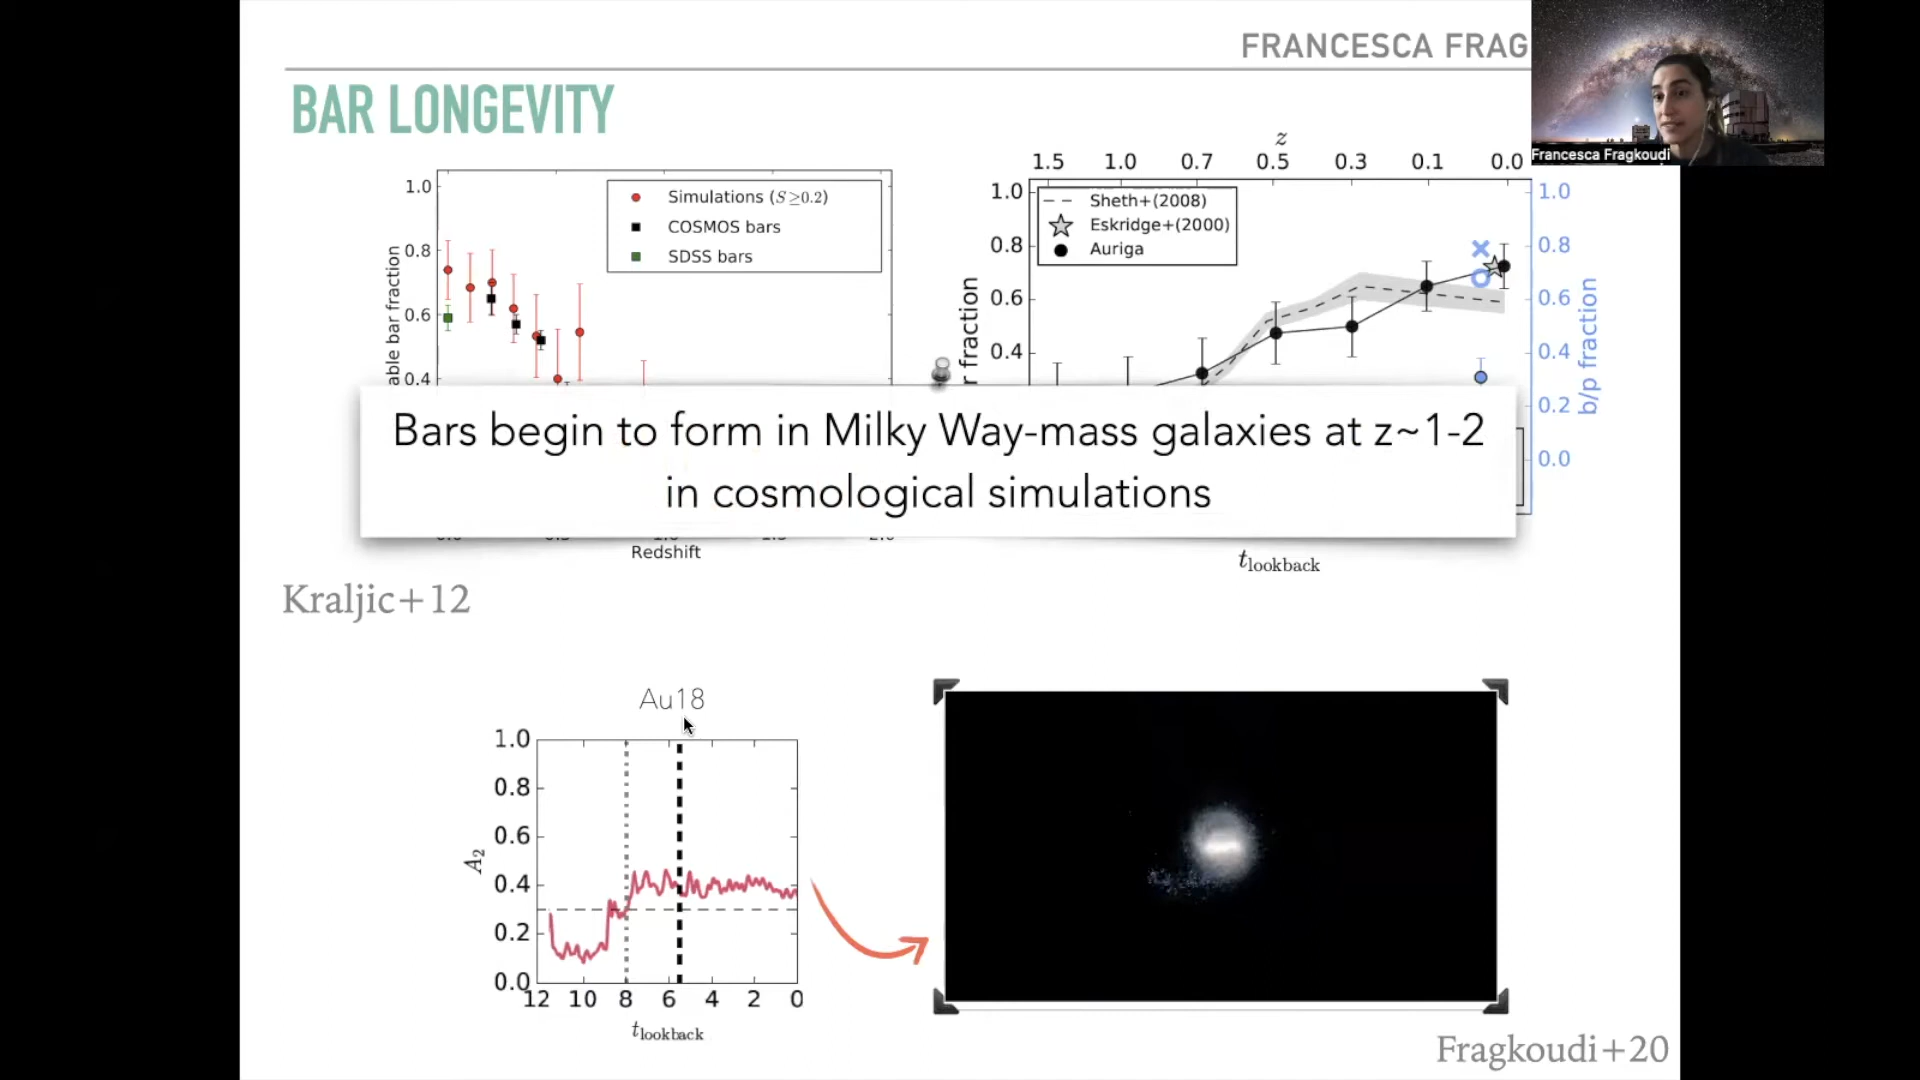 FRANCESCA FRAG
Francesca Fragkoudi
BAR LONGEVITY
1.0
0.8
0.6
0.4
able bar fraction
Simulations (S ≥0.2)
COSMOS bars
SDSS bars
Redshift
Kraljic+12
z
1.5 1.0 0.7 0.5 0.3 0.1 0.0
1.0
0.8
0.6
0.4
r fraction
Sheth+(2008)
Eskridge+(2000)
Auriga
1.0
0.8
0.6
0.4
0.2
0.0
b/p fraction
tlookback
Bars begin to form in Milky Way-mass galaxies at z~1-2
in cosmological simulations
Au18
1.0
0.8
0.6
0.4
0.2
0.0
A2
12 10 8 6 4 2 0
tlookback
Fragkoudi+20